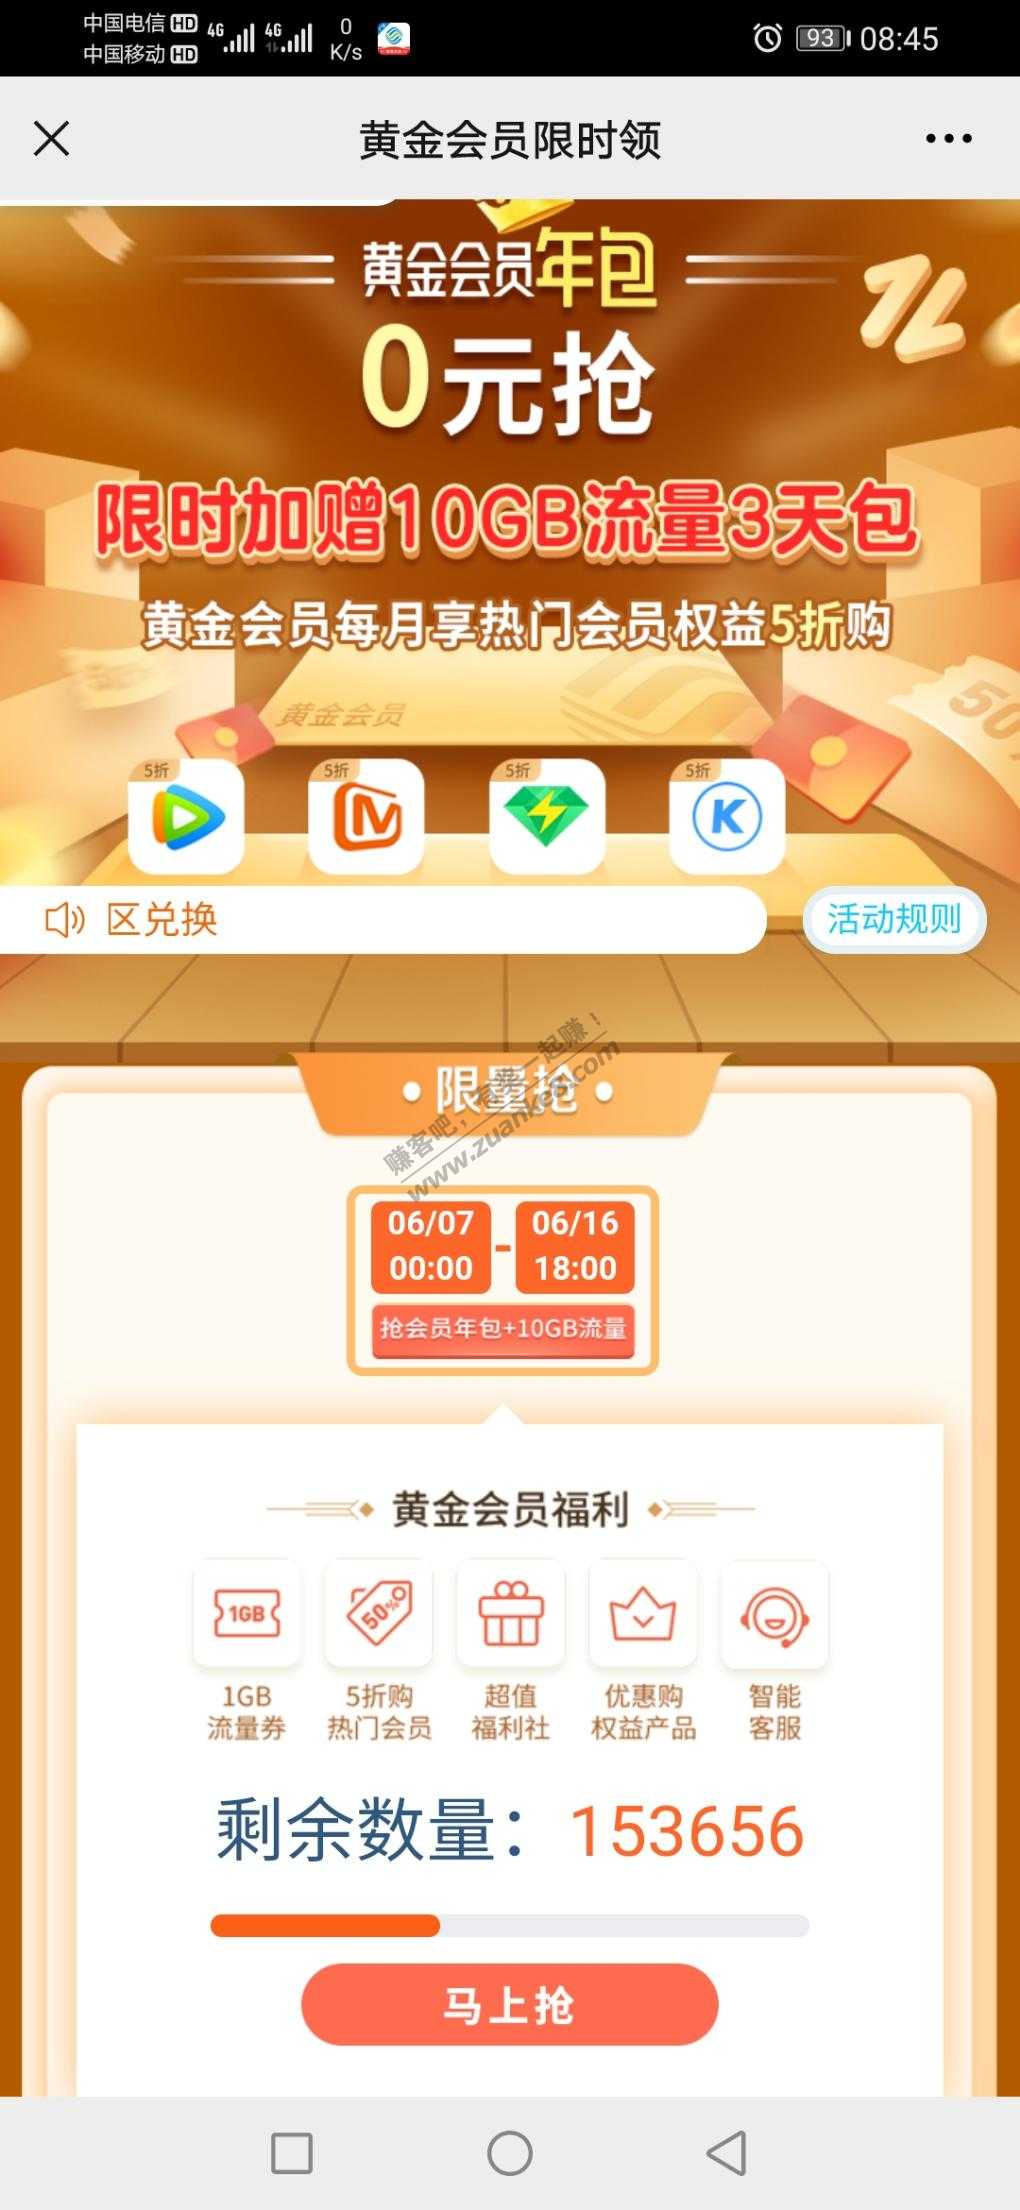 中国电信 HD 4G 4G 0 93 08:45
中国移动 HD K/s
黄金会员限时领
黄金会员年包
0元抢
限时加赠10GB流量3天包
黄金会员每月享热门会员权益5折购
黄金会员
50%
5折 5折 5折 5折
K
区兑换 活动规则
限量抢
赚客吧，有奖一起赚！
www.zuanke8.com
06/07 - 06/16
00:00 18:00
抢会员年包+10GB流量
黄金会员福利
1GB 50%
1GB 5折购 超值 优惠购 智能
流量券 热门会员 福利社 权益产品 客服
剩余数量：153656
马上抢